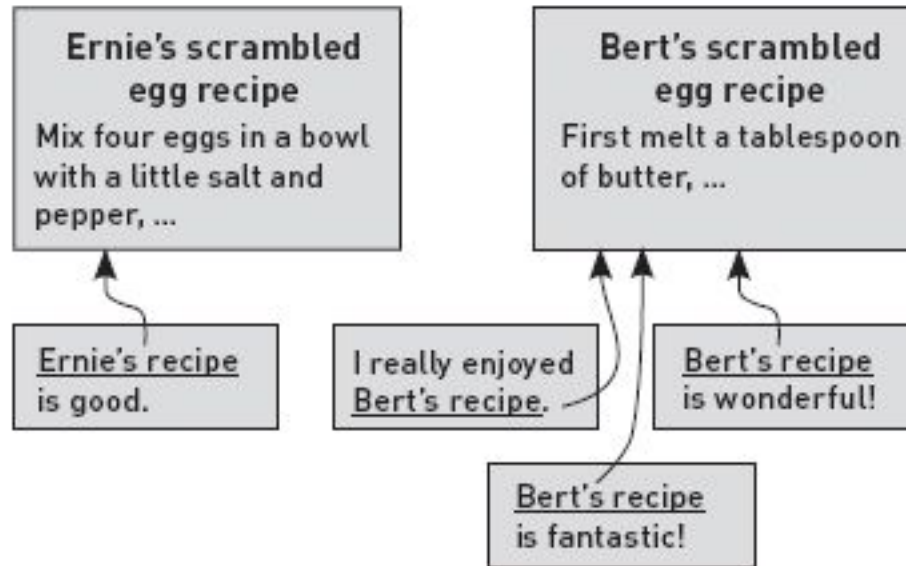 Ernie's scrambled
egg recipe
Mix four eggs in a bowl
with a little salt and
pepper, ...
Bert's scrambled
egg recipe
First melt a tablespoon
of butter, ...
Ernie's recipe
is good.
I really enjoyed
Bert's recipe.
Bert's recipe
is wonderful!
Bert's recipe
is fantastic!